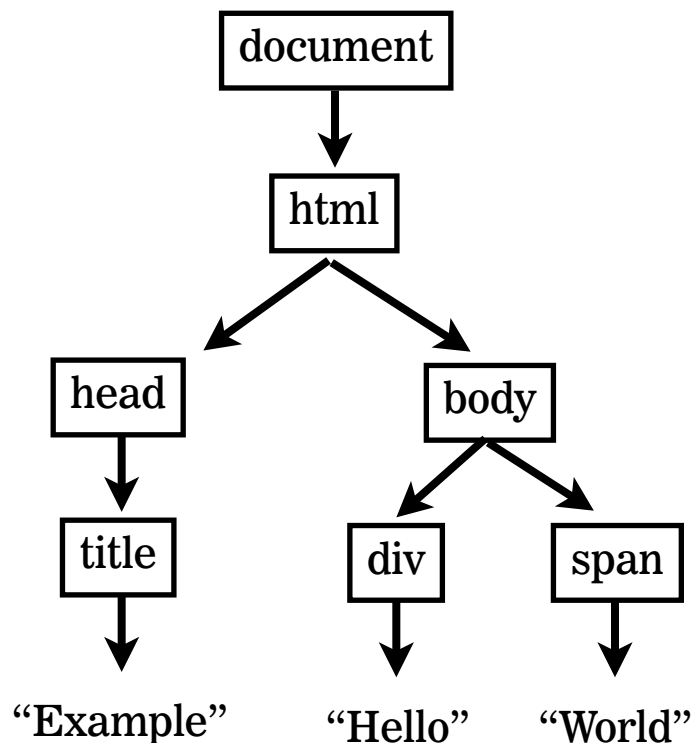 document
html
head
body
title
div
span
“Example”
“Hello”
“World”